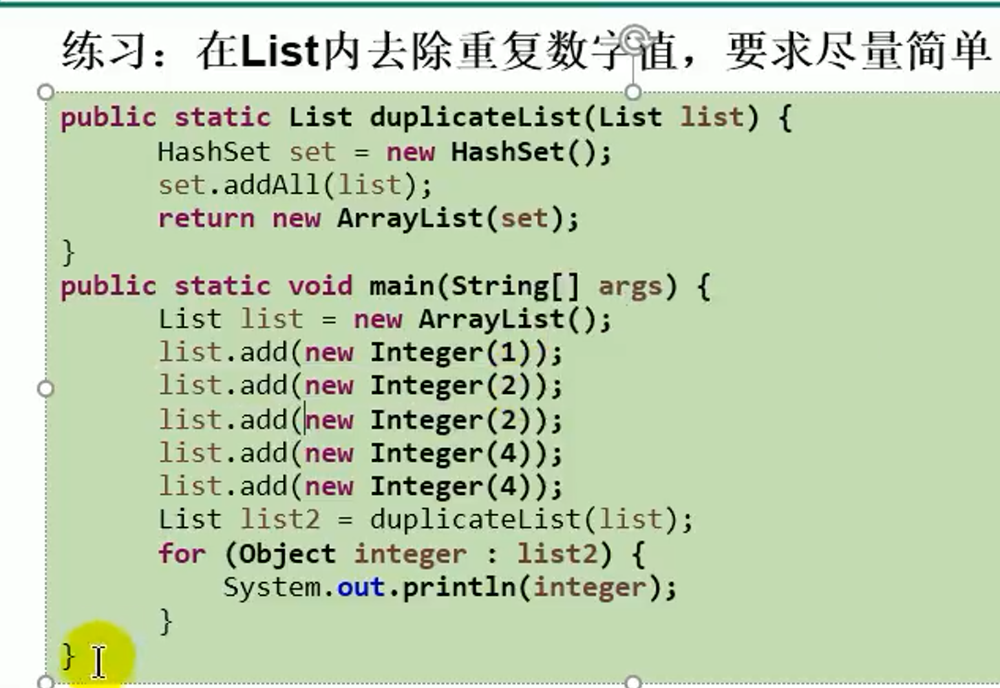 练习：在List内去除重复数字值，要求尽量简单
public static List duplicateList(List list) {
HashSet set = new HashSet();
set.addAll(list);
return new ArrayList(set);
}
public static void main(String[] args) {
List list = new ArrayList();
list.add(new Integer(1));
list.add(new Integer(2));
list.add(new Integer(2));
list.add(new Integer(4));
list.add(new Integer(4));
List list2 = duplicateList(list);
for (Object integer : list2) {
System.out.println(integer);
}
}